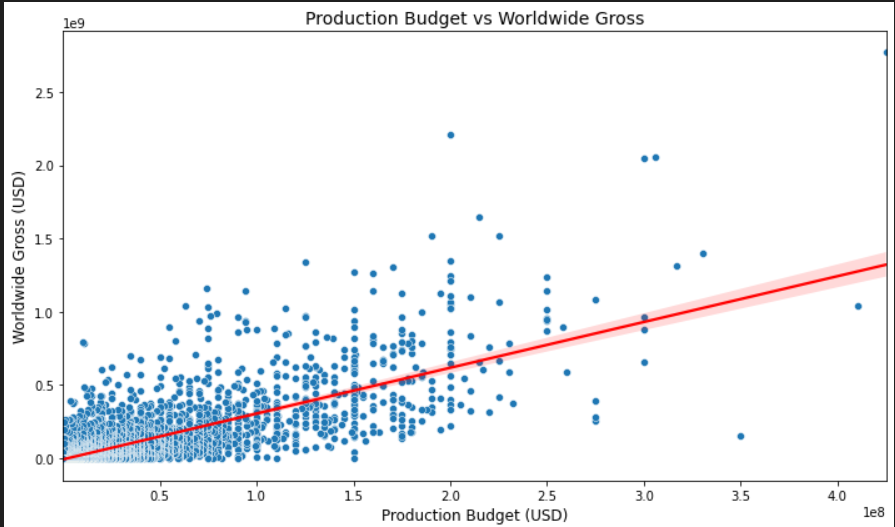 Production Budget vs Worldwide Gross
1e9
2.5
2.0
1.5
1.0
0.5
0.0
Worldwide Gross (USD)
0.5 1.0 1.5 2.0 2.5 3.0 3.5 4.0
1e8
Production Budget (USD)